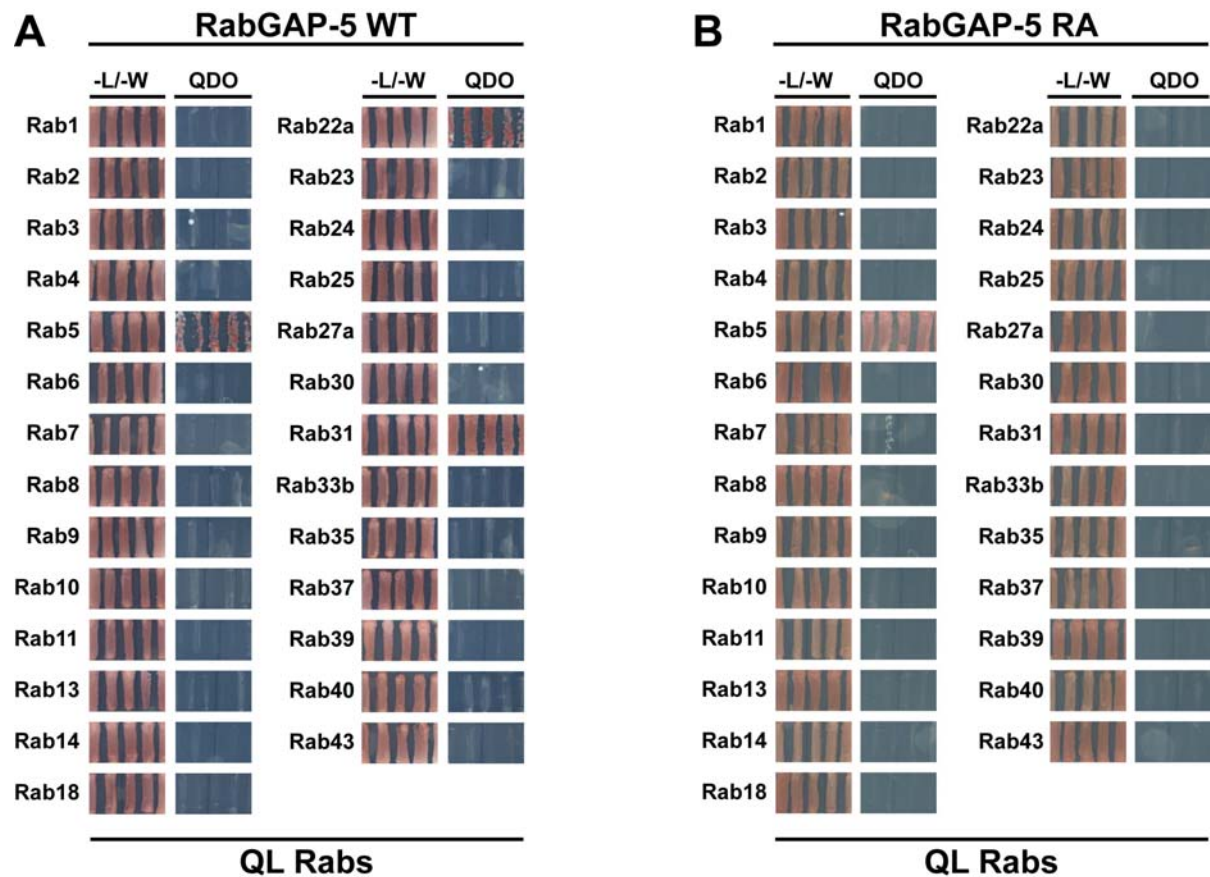 A
RabGAP-5 WT
-L/-W QDO -L/-W QDO
Rab1 Rab22a
Rab2 Rab23
Rab3 Rab24
Rab4 Rab25
Rab5 Rab27a
Rab6 Rab30
Rab7 Rab31
Rab8 Rab33b
Rab9 Rab35
Rab10 Rab37
Rab11 Rab39
Rab13 Rab40
Rab14 Rab43
Rab18
QL Rabs
B
RabGAP-5 RA
-L/-W QDO -L/-W QDO
Rab1 Rab22a
Rab2 Rab23
Rab3 Rab24
Rab4 Rab25
Rab5 Rab27a
Rab6 Rab30
Rab7 Rab31
Rab8 Rab33b
Rab9 Rab35
Rab10 Rab37
Rab11 Rab39
Rab13 Rab40
Rab14 Rab43
Rab18
QL Rabs